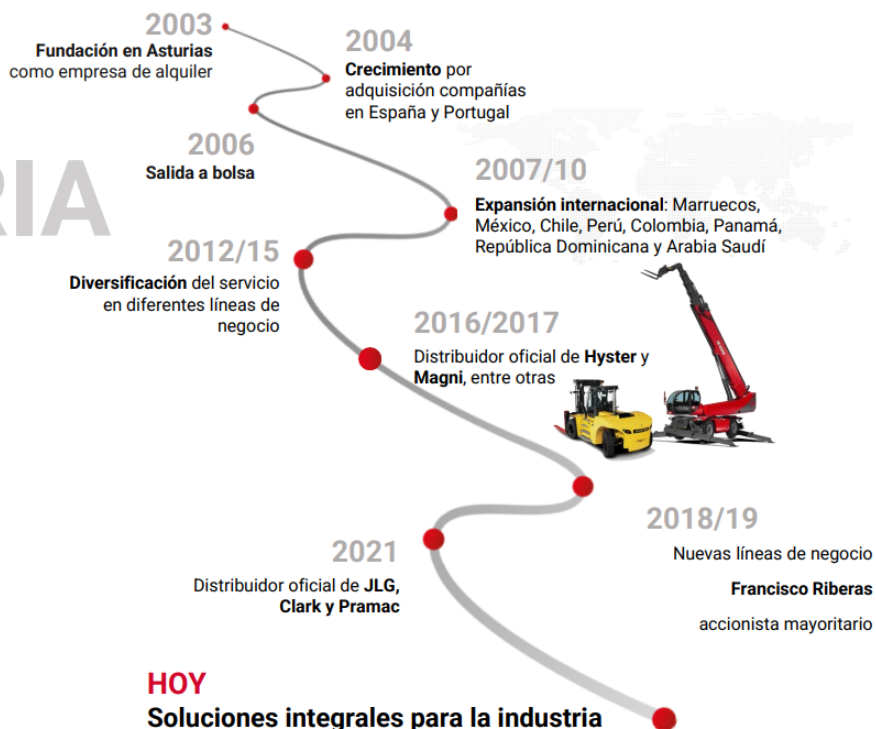 2003
Fundación en Asturias
como empresa de alquiler
2004
Crecimiento por
adquisición compañías
en España y Portugal
2006
Salida a bolsa
RIA
2007/10
Expansión internacional: Marruecos,
México, Chile, Perú, Colombia, Panamá,
República Dominicana y Arabia Saudí
2012/15
Diversificación del servicio
en diferentes líneas de
negocio
2016/2017
Distribuidor oficial de Hyster y
Magni, entre otras
2018/19
Nuevas líneas de negocio
Francisco Riberas
accionista mayoritario
2021
Distribuidor oficial de JLG,
Clark y Pramac
HOY
Soluciones integrales para la industria